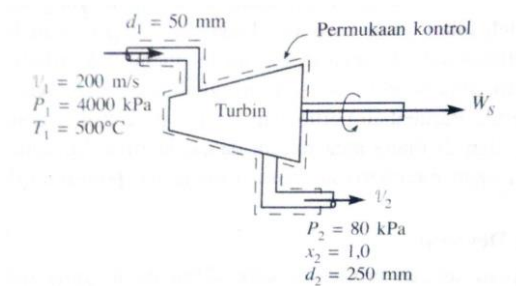 d₁ = 50 mm
Permukaan kontrol
V₁ = 200 m/s
P₁ = 4000 kPa
T₁ = 500°C
Turbin
Ẇ_S
V₂
P₂ = 80 kPa
x₂ = 1,0
d₂ = 250 mm